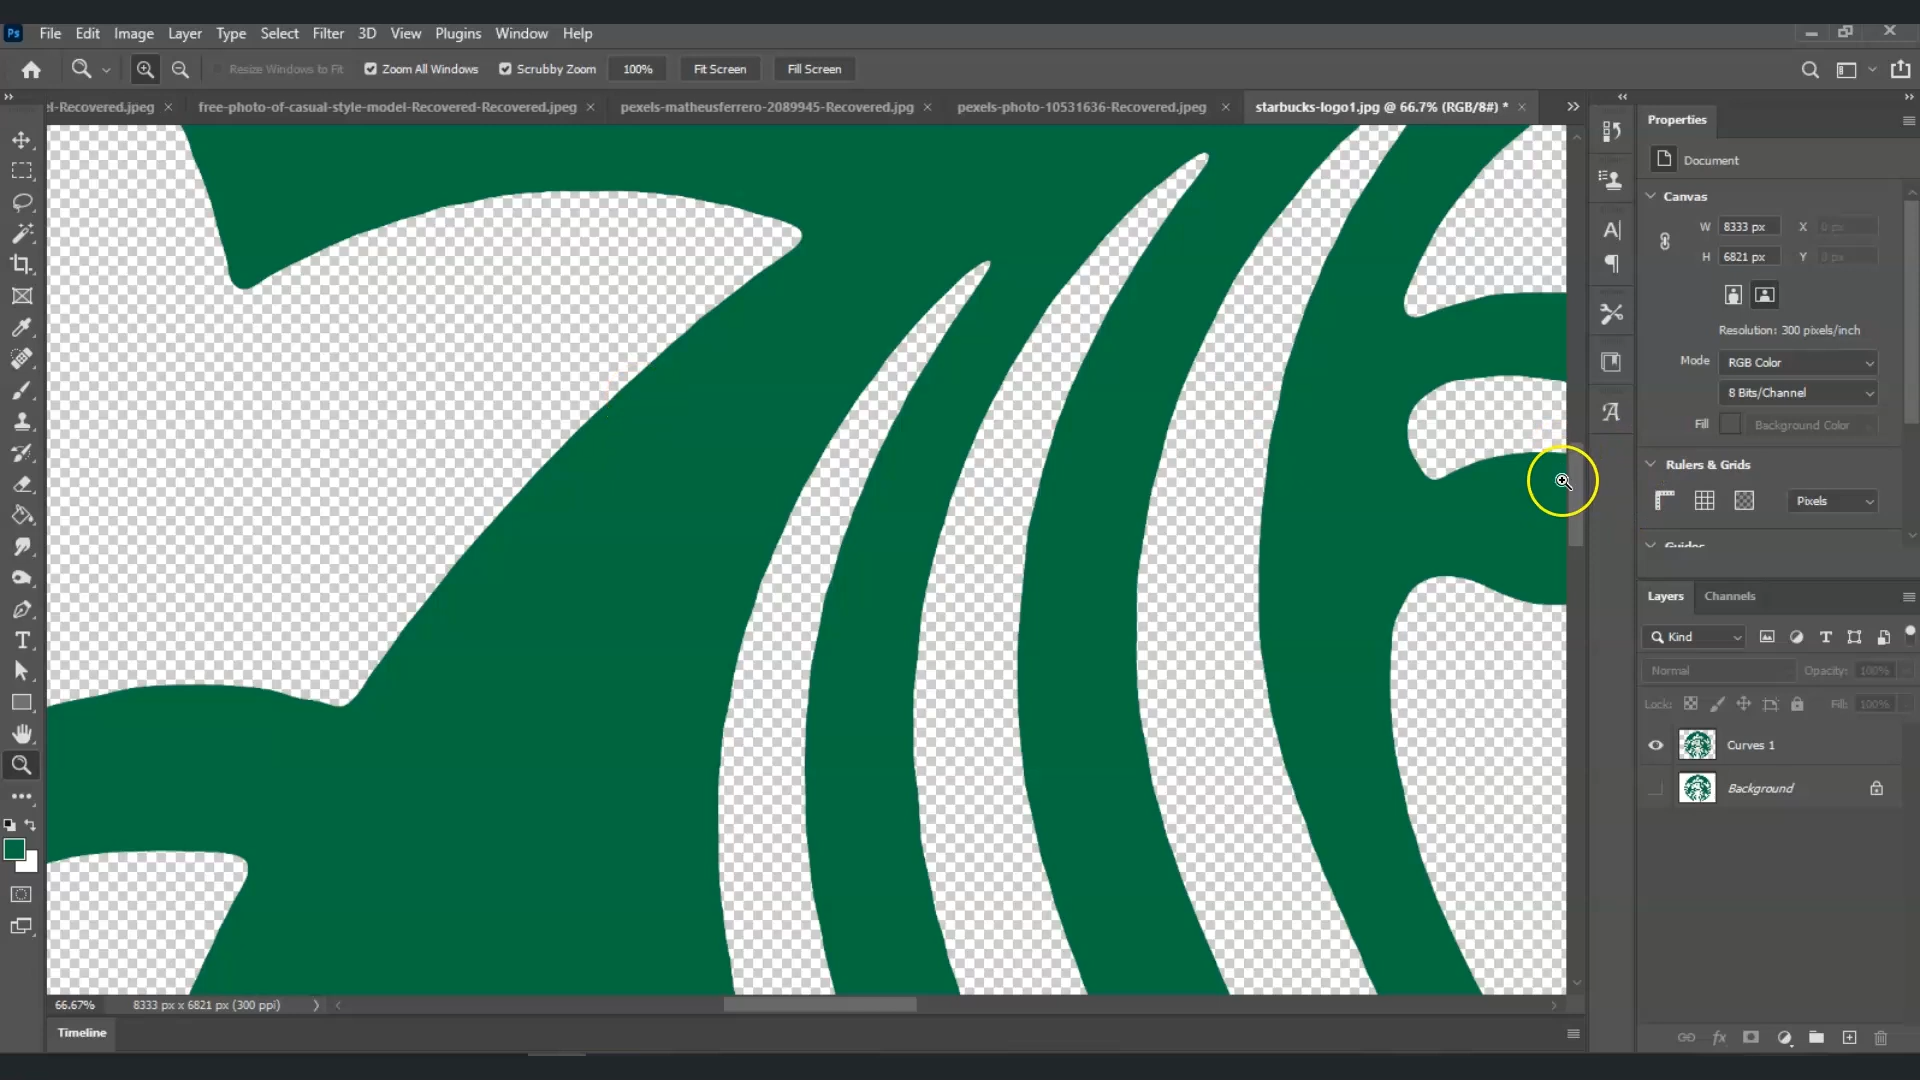 Ps File Edit Image Layer Type Select Filter 3D View Plugins Window Help
Resize Windows to Fit Zoom All Windows Scrubby Zoom 100% Fit Screen Fill Screen
el-Recovered.jpeg × free-photo-of-casual-style-model-Recovered-Recovered.jpeg × pexels-matheusferrero-2089945-Recovered.jpg × pexels-photo-10531636-Recovered.jpeg × starbucks-logo1.jpg @ 66.7% (RGB/8#) * ×
Properties
Document
Canvas
W 8333 px X 0 px
H 6821 px Y 0 px
Resolution: 300 pixels/inch
Mode RGB Color
8 Bits/Channel
Fill Background Color
Rulers & Grids
Pixels
Guides
Layers Channels
Kind
Normal Opacity: 100%
Lock: Fill: 100%
Curves 1
Background
66.67% 8333 px x 6821 px (300 ppi)
Timeline